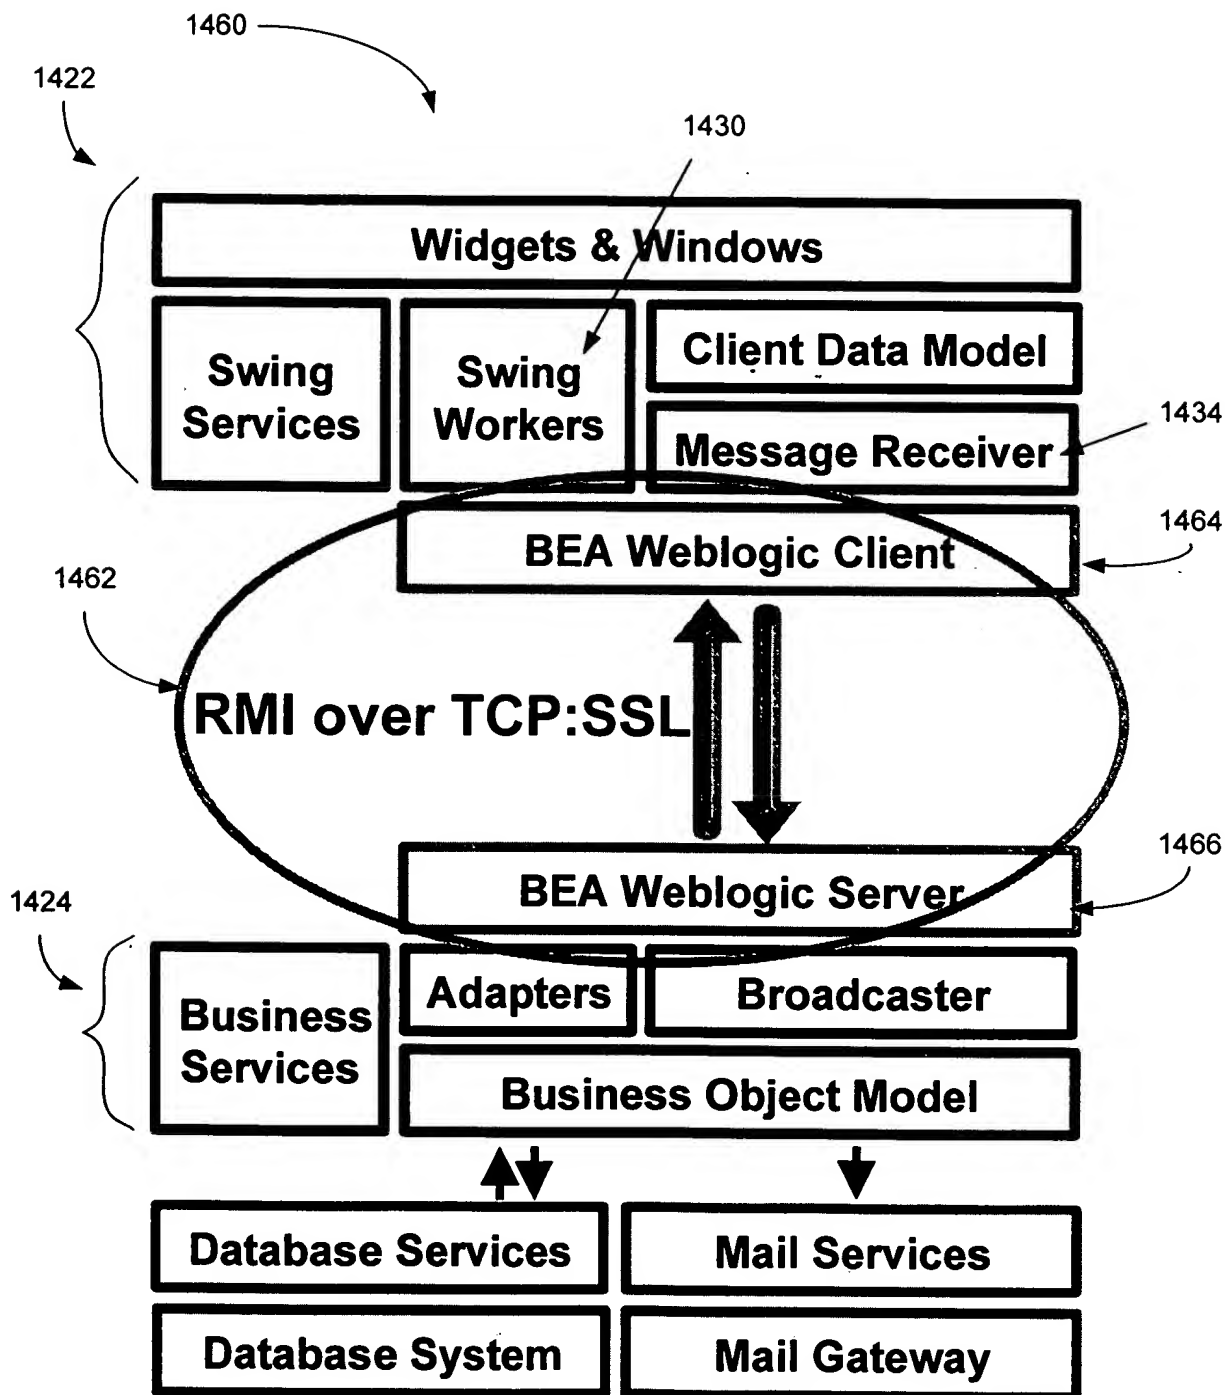 1460
1422
1430
Widgets & Windows
Swing
Services
Swing
Workers
Client Data Model
Message Receiver
1434
BEA Weblogic Client
1464
1462
RMI over TCP:SSL
BEA Weblogic Server
1466
1424
Business
Services
Adapters
Broadcaster
Business Object Model
Database Services
Mail Services
Database System
Mail Gateway